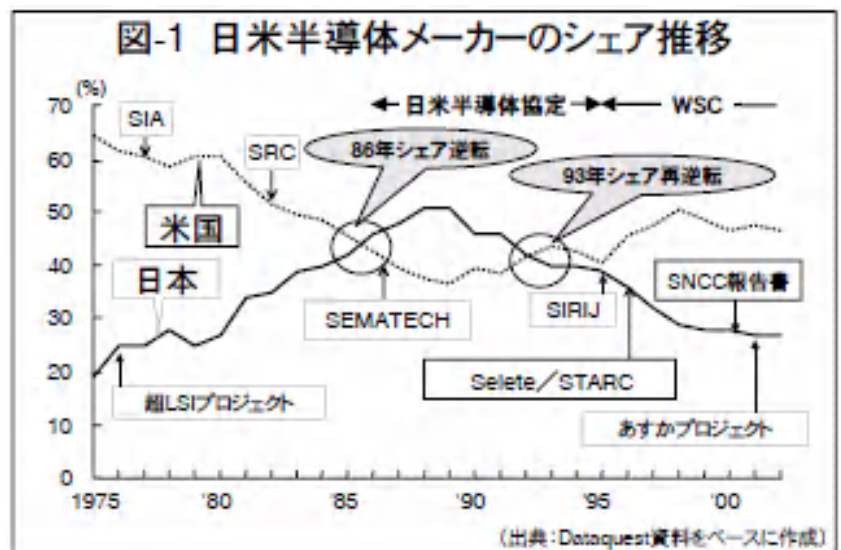 図-1 日米半導体メーカーのシェア推移
(%)
70
60
50
40
30
20
10
0
← 日米半導体協定 →← WSC —
SIA
SRC
86年シェア逆転
93年シェア再逆転
米国
日本
SEMATECH
SIRIJ
SNCC報告書
Selete/STARC
超LSIプロジェクト
あすかプロジェクト
1975 '80 '85 '90 '95 '00
(出典:Dataquest資料をベースに作成)